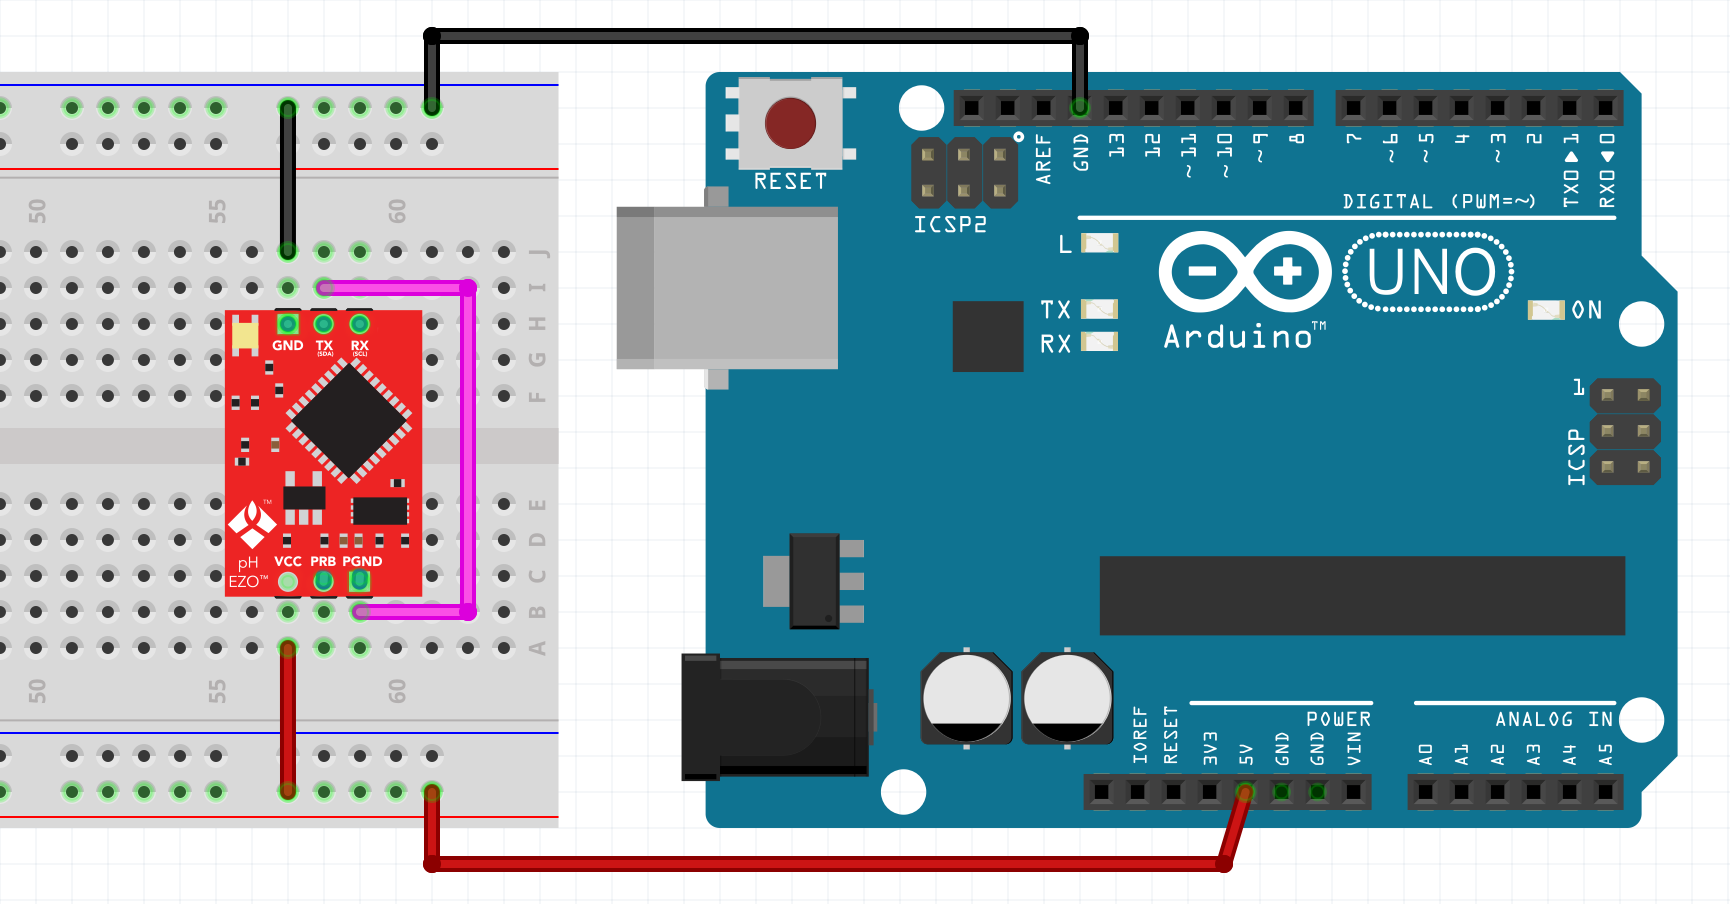 RESET
ICSP2
AREF
GND
13
12
~11
~10
~9
8
7
~6
~5
4
~3
2
TX0▶1
RX0◀0
DIGITAL (PWM=~)
L
TX
RX
UNO
Arduino™
ON
1
ICSP
50
55
60
J
I
H
G
F
E
D
C
B
A
GND
TX
(SDA)
RX
(SCL)
™
pH
EZO™
VCC
PRB
PGND
50
55
60
IOREF
RESET
3V3
5V
GND
GND
VIN
POWER
ANALOG IN
A0
A1
A2
A3
A4
A5